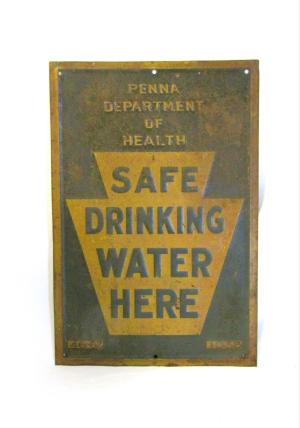 PENNA
DEPARTMENT
OF
HEALTH
SAFE
DRINKING
WATER
HERE